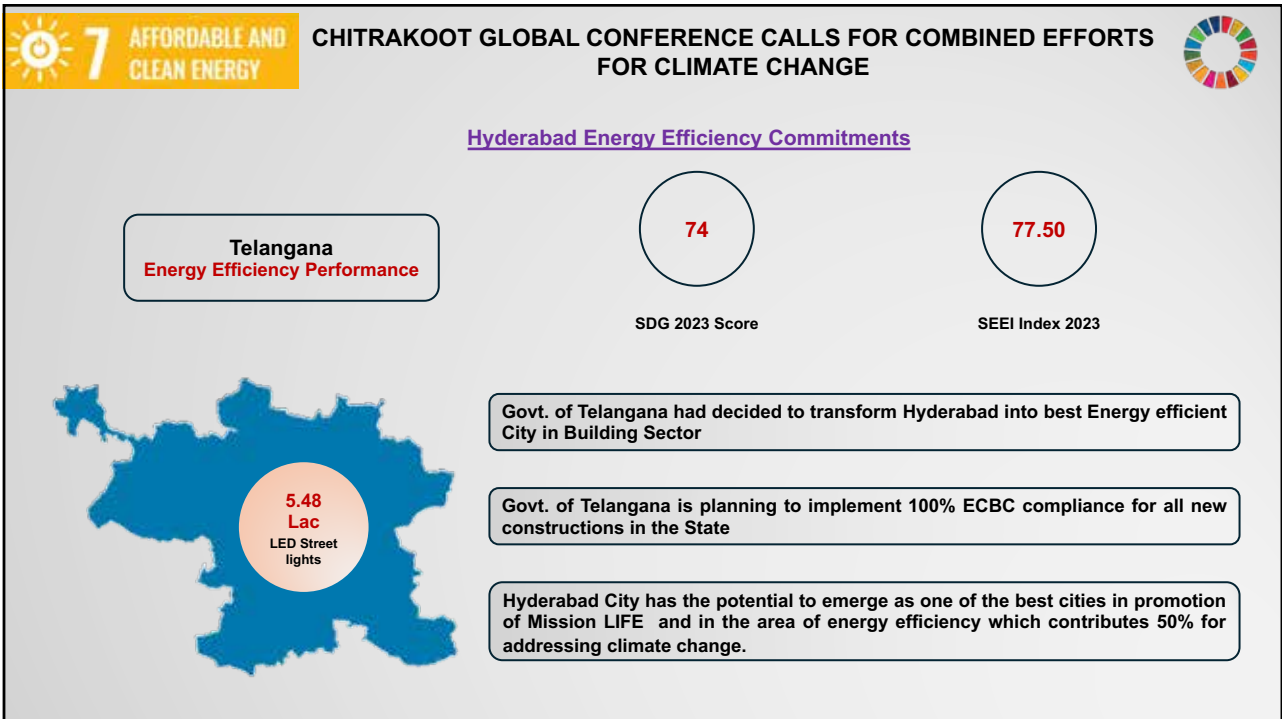 7 AFFORDABLE AND
CLEAN ENERGY
CHITRAKOOT GLOBAL CONFERENCE CALLS FOR COMBINED EFFORTS
FOR CLIMATE CHANGE
Hyderabad Energy Efficiency Commitments
Telangana
Energy Efficiency Performance
74
SDG 2023 Score
77.50
SEEI Index 2023
5.48
Lac
LED Street
lights
Govt. of Telangana had decided to transform Hyderabad into best Energy efficient
City in Building Sector
Govt. of Telangana is planning to implement 100% ECBC compliance for all new
constructions in the State
Hyderabad City has the potential to emerge as one of the best cities in promotion
of Mission LIFE and in the area of energy efficiency which contributes 50% for
addressing climate change.